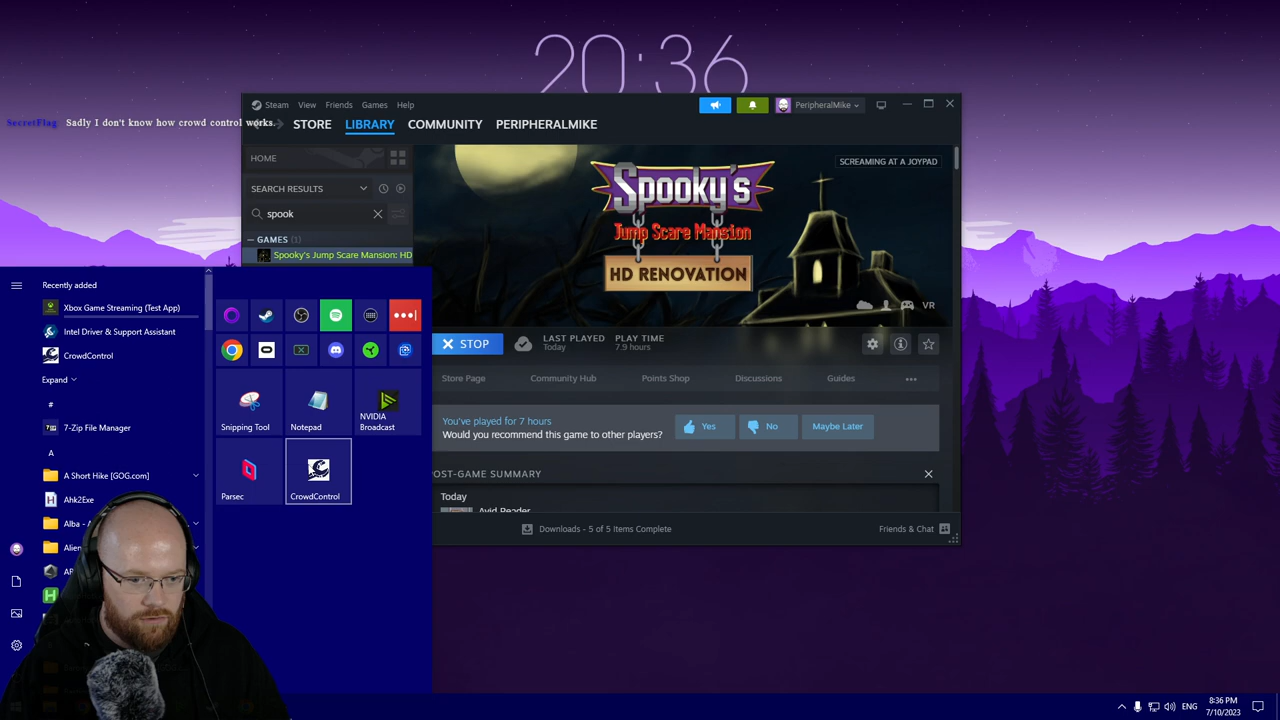 20:36
Steam View Friends Games Help
PeripheralMike
SecretFlag: Sadly I don't know how crowd control works.
STORE LIBRARY COMMUNITY PERIPHERALMIKE
HOME
SCREAMING AT A JOYPAD
SEARCH RESULTS
spook
GAMES (1)
Spooky's Jump Scare Mansion: HD
Spooky's
Jump Scare Mansion
HD RENOVATION
VR
Recently added
Xbox Game Streaming (Test App)
Intel Driver & Support Assistant
CrowdControl
Expand
#
7-Zip File Manager
A
A Short Hike [GOG.com]
Ahk2Exe
Alba - A
Alien
Snipping Tool
Notepad
NVIDIA
Broadcast
Parsec
CrowdControl
STOP
LAST PLAYED
Today
PLAY TIME
7.9 hours
Store Page Community Hub Points Shop Discussions Guides
You've played for 7 hours
Would you recommend this game to other players?
Yes No Maybe Later
POST-GAME SUMMARY
Today
Avid Reader
Downloads - 5 of 5 Items Complete
Friends & Chat
ENG
8:36 PM
7/10/2023